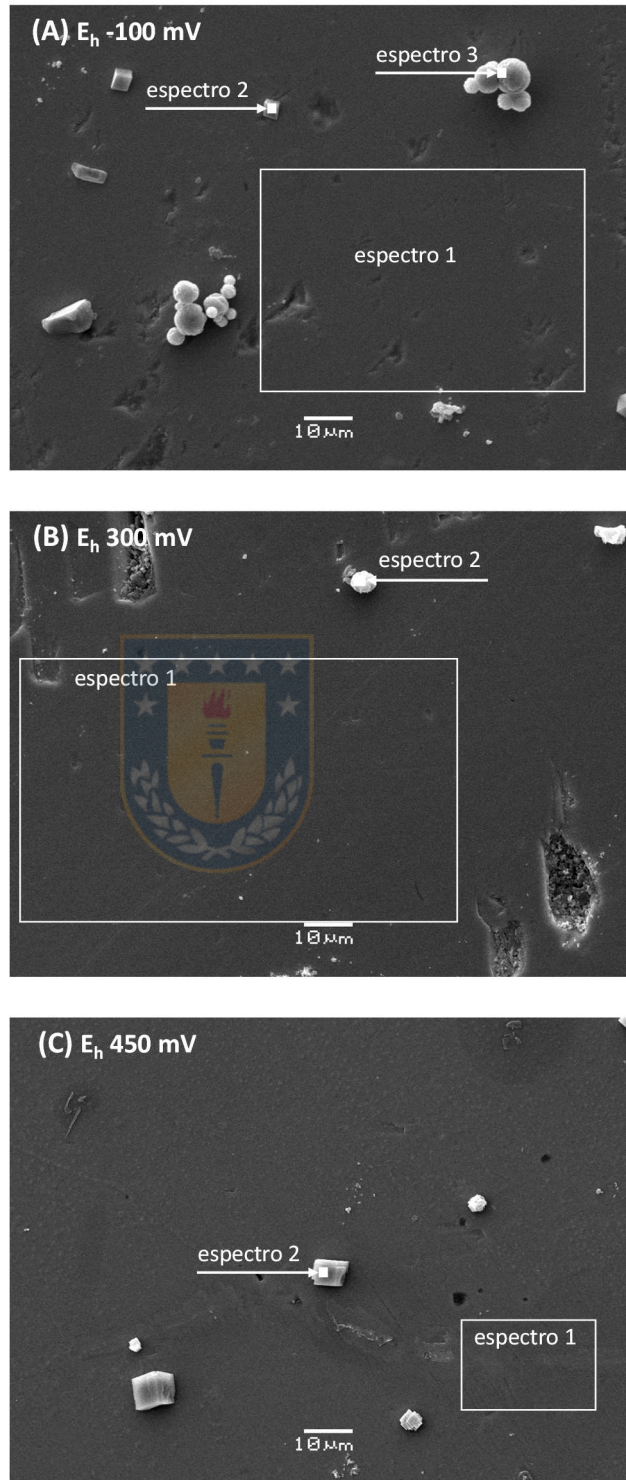 (A) Eh -100 mV
espectro 3
espectro 2
espectro 1
10 μm
(B) Eh 300 mV
espectro 2
espectro 1
10 μm
(C) Eh 450 mV
espectro 2
espectro 1
10 μm